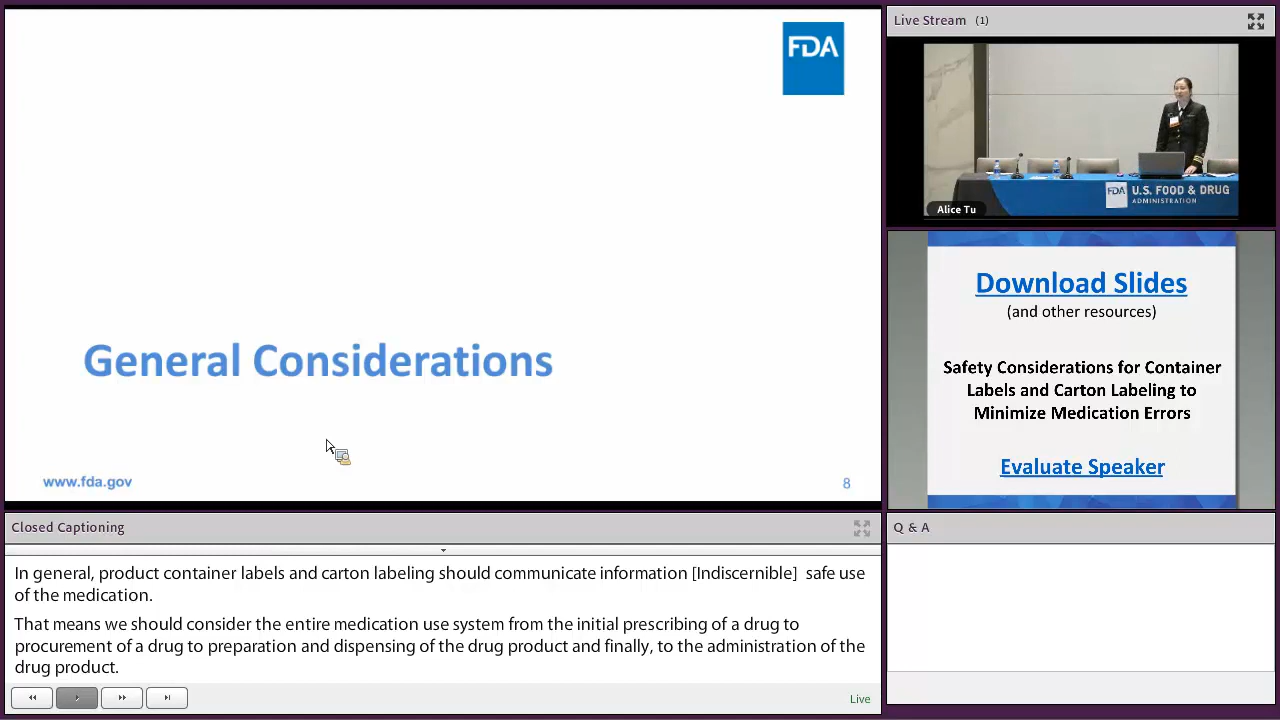 FDA
General Considerations
www.fda.gov
8
Live Stream (1)
FDA U.S. FOOD & DRUG
ADMINISTRATION
Alice Tu
Download Slides
(and other resources)
Safety Considerations for Container
Labels and Carton Labeling to
Minimize Medication Errors
Evaluate Speaker
Closed Captioning
In general, product container labels and carton labeling should communicate information [Indiscernible] safe use
of the medication.
That means we should consider the entire medication use system from the initial prescribing of a drug to
procurement of a drug to preparation and dispensing of the drug product and finally, to the administration of the
drug product.
Live
Q & A